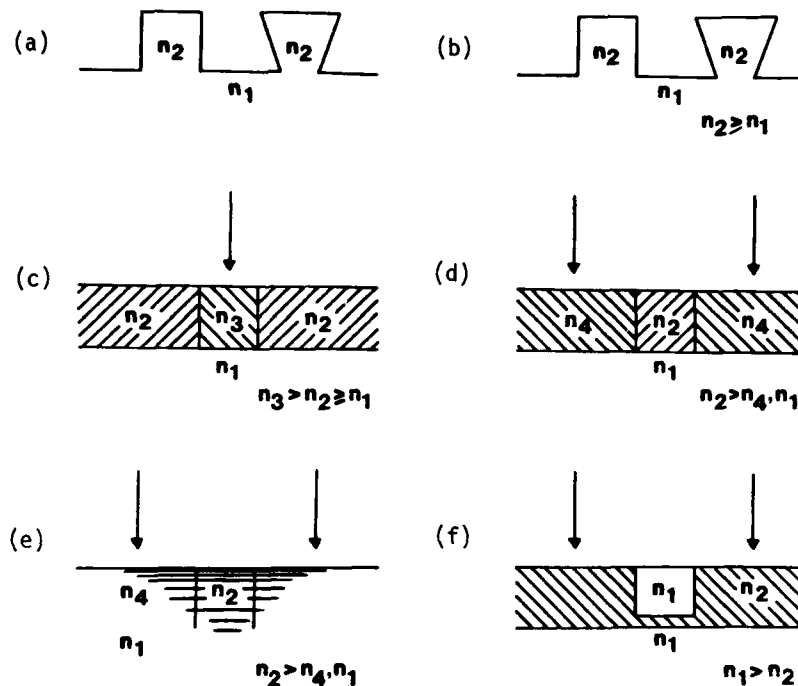 (a)
n₂ n₂
n₁
(b)
n₂ n₂
n₁
n₂ ≥ n₁
(c)
n₂ n₃ n₂
n₁
n₃ > n₂ ≥ n₁
(d)
n₄ n₂ n₄
n₁
n₂ > n₄, n₁
(e)
n₄ n₂
n₁
n₂ > n₄, n₁
(f)
n₁ n₂
n₁
n₁ > n₂